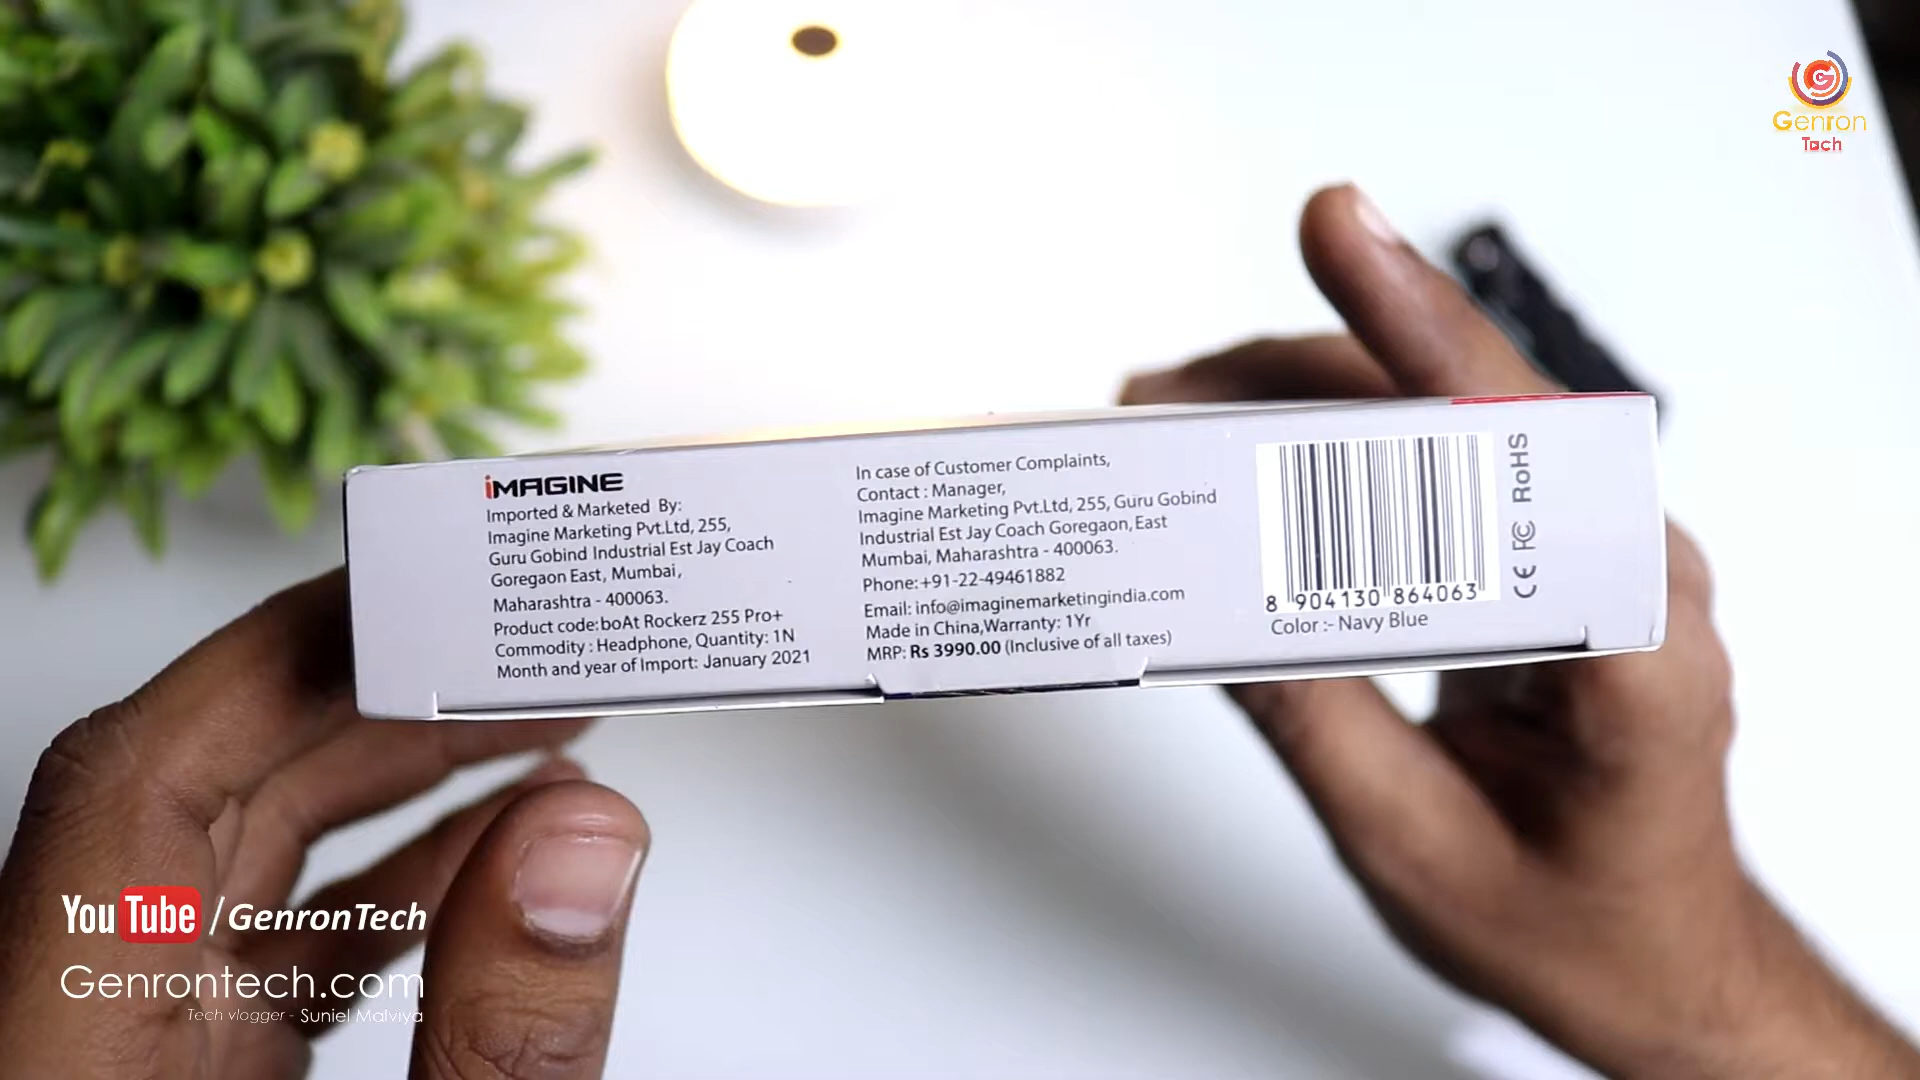 Genron
Tech
iMAGINE
Imported & Marketed By:
Imagine Marketing Pvt.Ltd, 255,
Guru Gobind Industrial Est Jay Coach
Goregaon East, Mumbai,
Maharashtra - 400063.
Product code:boAt Rockerz 255 Pro+
Commodity : Headphone, Quantity: 1N
Month and year of Import: January 2021
In case of Customer Complaints,
Contact : Manager,
Imagine Marketing Pvt.Ltd, 255, Guru Gobind
Industrial Est Jay Coach Goregaon, East
Mumbai, Maharashtra - 400063.
Phone:+91-22-49461882
Email: info@imaginemarketingindia.com
Made in China,Warranty: 1Yr
MRP: Rs 3990.00 (Inclusive of all taxes)
8 904130 864063
Color :- Navy Blue
CE FC RoHS
YouTube /GenronTech
Genrontech.com
Tech vlogger - Suniel Malviya